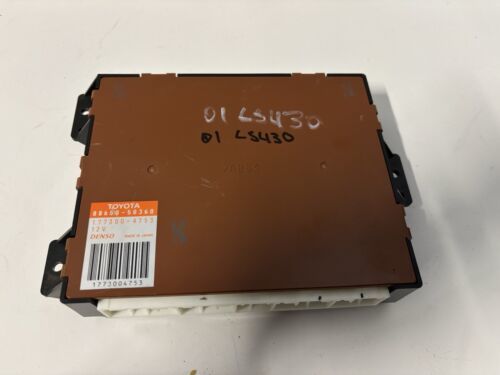 01 LS430
01 LS430
TOYOTA
88650-50360
177300-4753
12V
DENSO MADE IN JAPAN
1773004753